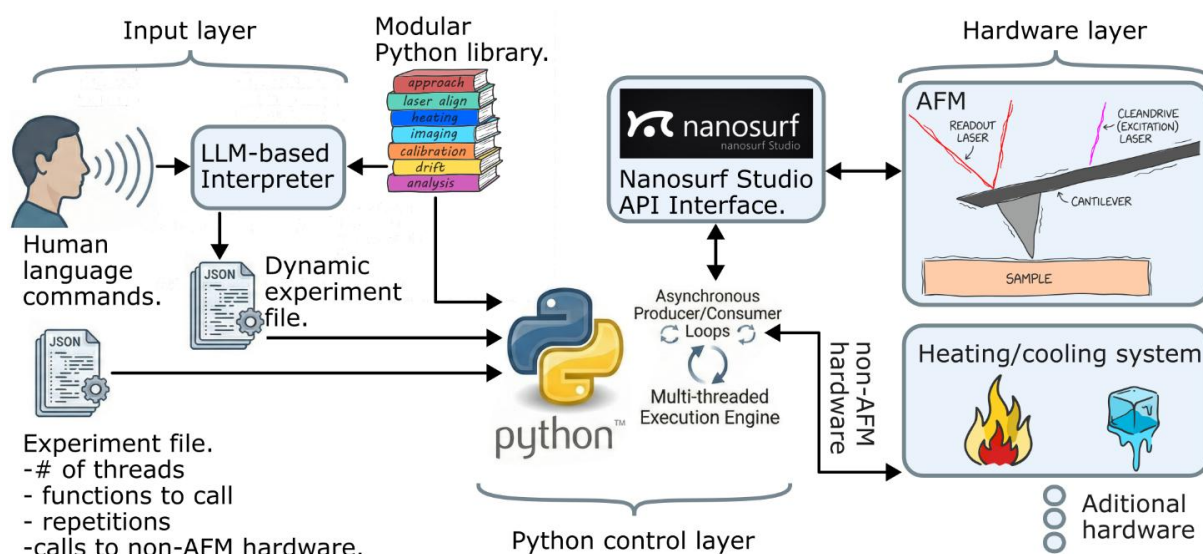 Input layer
Modular
Python library.
approach
laser align
heating
imaging
calibration
drift
analysis
LLM-based
Interpreter
Human
language
commands.
JSON
Dynamic
experiment
file.
JSON
Experiment file.
-# of threads
- functions to call
- repetitions
-calls to non-AFM hardware.
python™
Asynchronous
Producer/Consumer
Loops
Multi-threaded
Execution Engine
Python control layer
nanosurf
nanosurf Studio
Nanosurf Studio
API Interface.
non-AFM
hardware
Hardware layer
AFM
READOUT
LASER
CLEANDRIVE
(EXCITATION)
LASER
CANTILEVER
SAMPLE
Heating/cooling system
Aditional
hardware